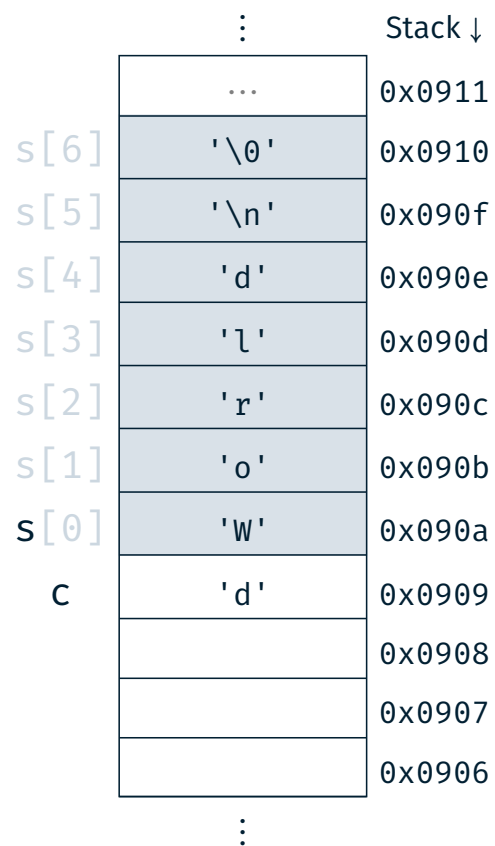 ⋮ Stack ↓
... 0x0911
s[6] '\0' 0x0910
s[5] '\n' 0x090f
s[4] 'd' 0x090e
s[3] 'l' 0x090d
s[2] 'r' 0x090c
s[1] 'o' 0x090b
s[0] 'W' 0x090a
c 'd' 0x0909
0x0908
0x0907
0x0906
⋮